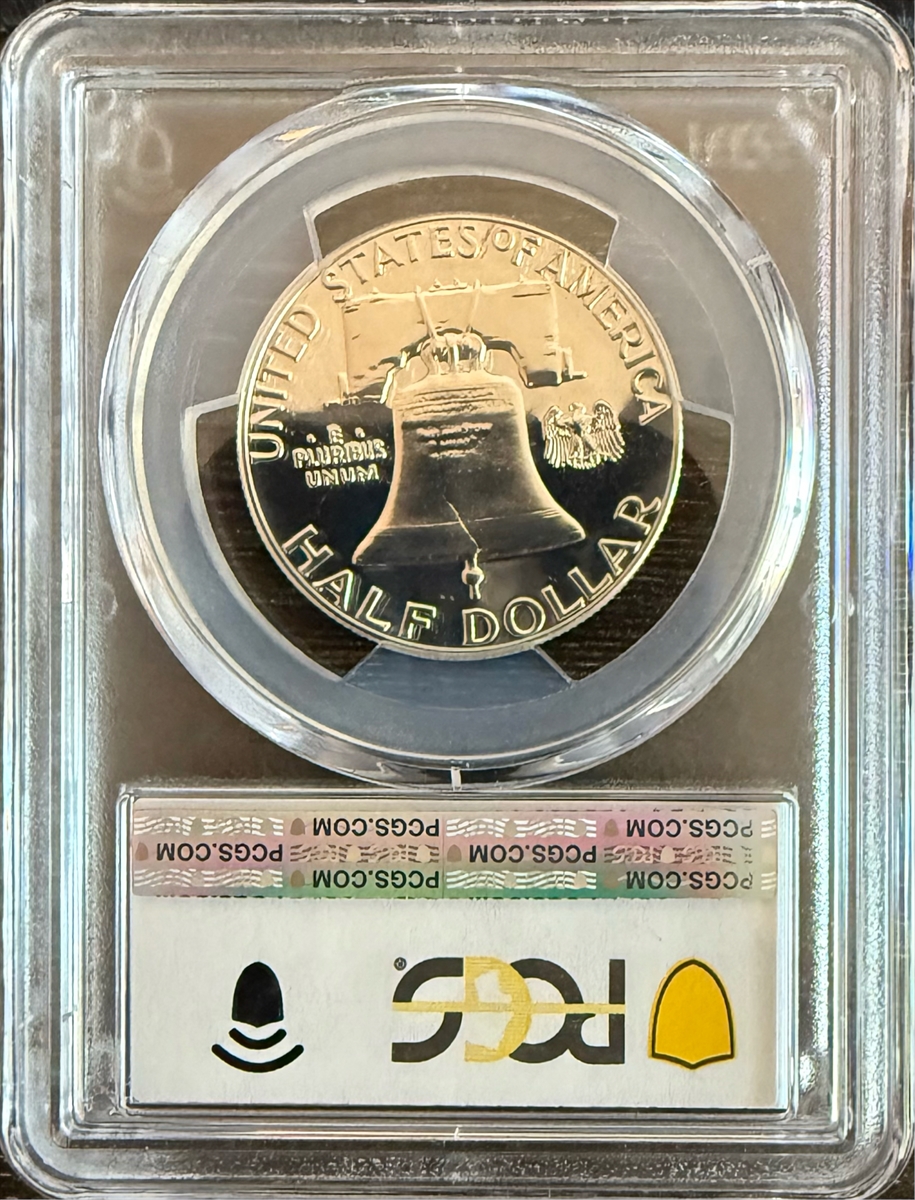 UNITED STATES OF AMERICA
E
PLURIBUS
UNUM
HALF DOLLAR
PCGS.COM PCGS.COM
PCGS.COM PCGS.COM
PCGS.COM PCGS.COM
PCGS®